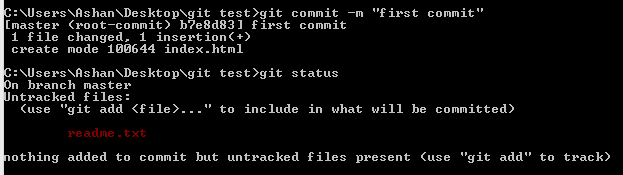 C:\Users\Ashan\Desktop\git test>git commit -m "first commit"
[master (root-commit) b7e8d83] first commit
 1 file changed, 1 insertion(+)
 create mode 100644 index.html
C:\Users\Ashan\Desktop\git test>git status
On branch master
Untracked files:
  (use "git add <file>..." to include in what will be committed)
        readme.txt
nothing added to commit but untracked files present (use "git add" to track)